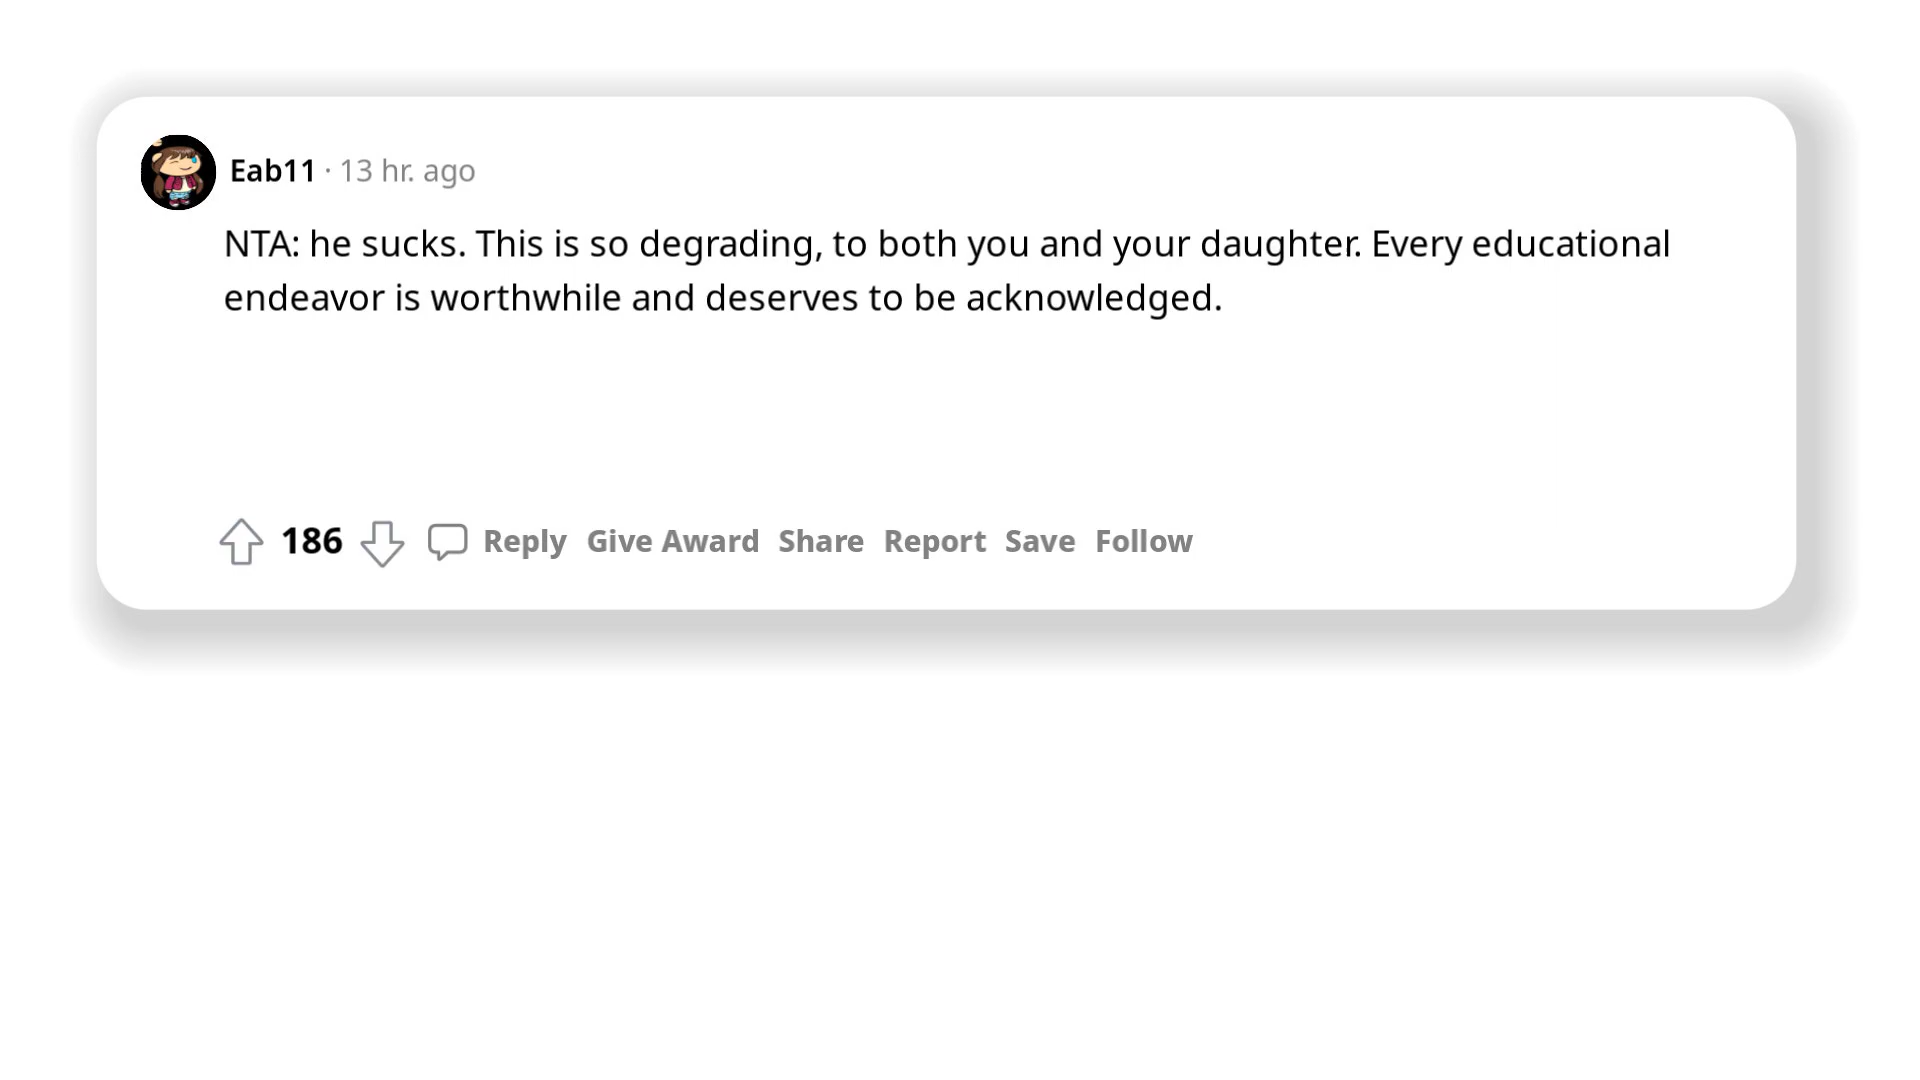 Eab11 · 13 hr. ago
NTA: he sucks. This is so degrading, to both you and your daughter. Every educational
endeavor is worthwhile and deserves to be acknowledged.
186 Reply Give Award Share Report Save Follow